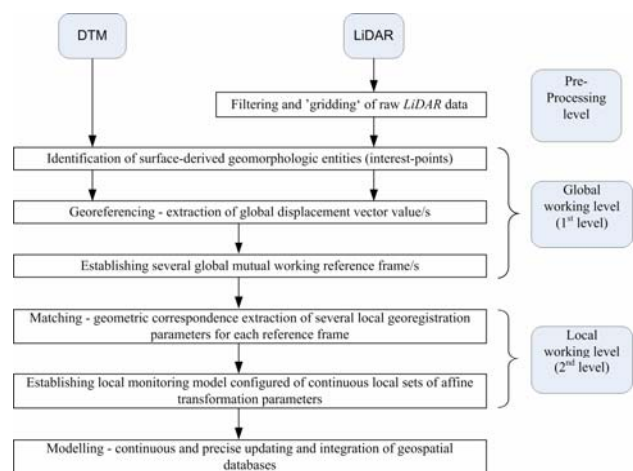 DTM
LiDAR
Filtering and 'gridding' of raw LiDAR data
Pre-
Processing
level
Identification of surface-derived geomorphologic entities (interest-points)
Georeferencing - extraction of global displacement vector value/s
Establishing several global mutual working reference frame/s
Global
working level
(1st level)
Matching - geometric correspondence extraction of several local georegistration
parameters for each reference frame
Establishing local monitoring model configured of continuous local sets of affine
transformation parameters
Local
working level
(2nd level)
Modelling - continuous and precise updating and integration of geospatial
databases